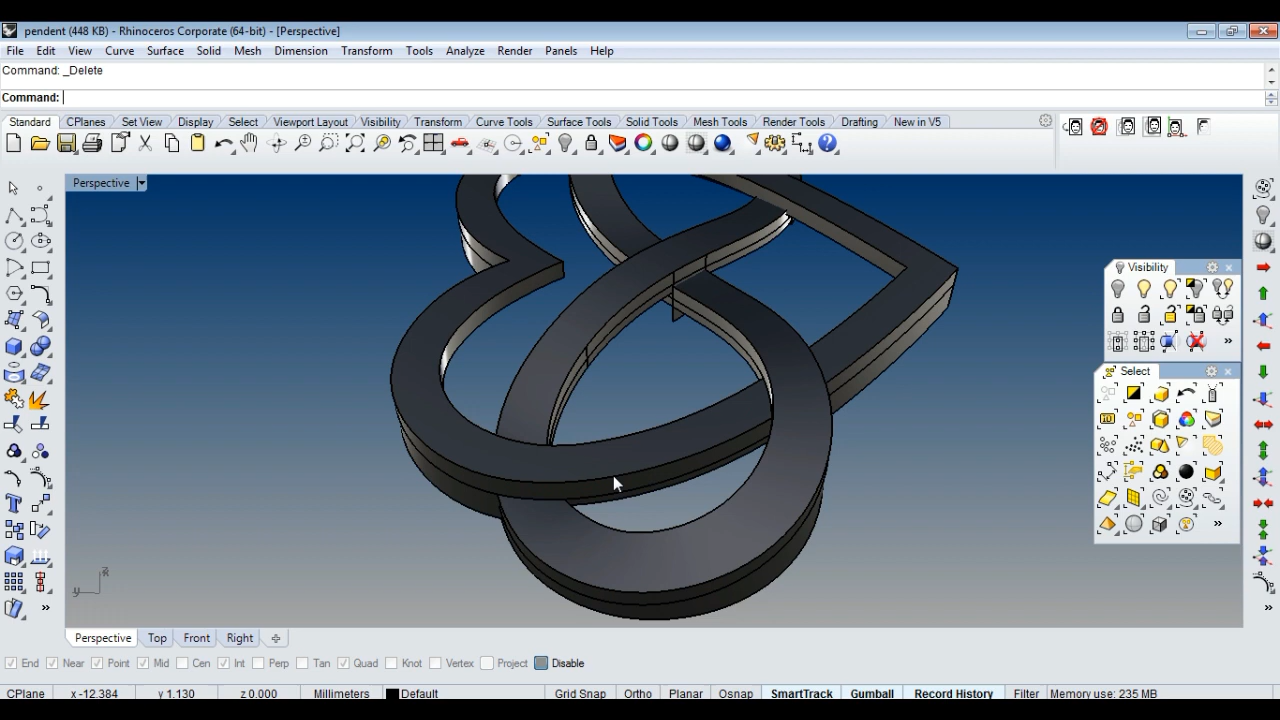 pendent (448 KB) - Rhinoceros Corporate (64-bit) - [Perspective]
File Edit View Curve Surface Solid Mesh Dimension Transform Tools Analyze Render Panels Help
Command: _Delete
Command:
Standard CPlanes Set View Display Select Viewport Layout Visibility Transform Curve Tools Surface Tools Solid Tools Mesh Tools Render Tools Drafting New in V5
Perspective
Visibility
Select
Perspective Top Front Right
End Near Point Mid Cen Int Perp Tan Quad Knot Vertex Project Disable
CPlane x -12.384 y 1.130 z 0.000 Millimeters Default Grid Snap Ortho Planar Osnap SmartTrack Gumball Record History Filter Memory use: 235 MB